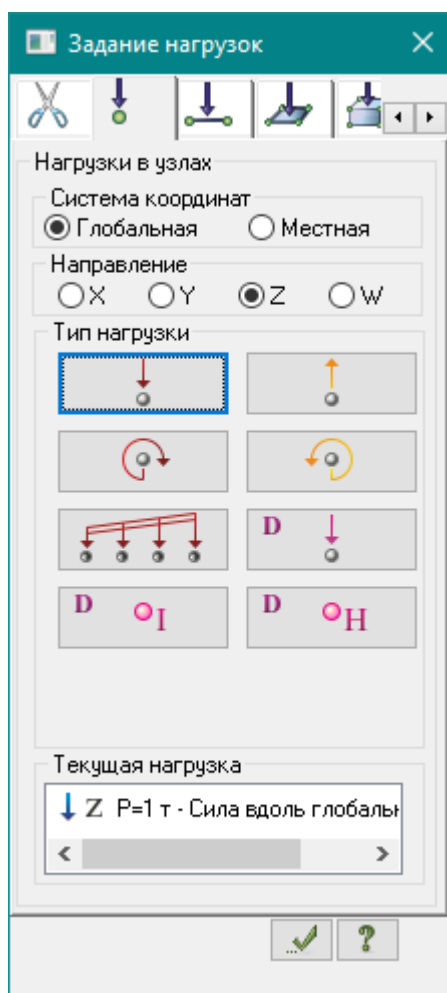 Задание нагрузок
Нагрузки в узлах
Система координат
Глобальная Местная
Направление
X Y Z W
Тип нагрузки
D
D I D H
Текущая нагрузка
Z P=1 т - Сила вдоль глобальн
?